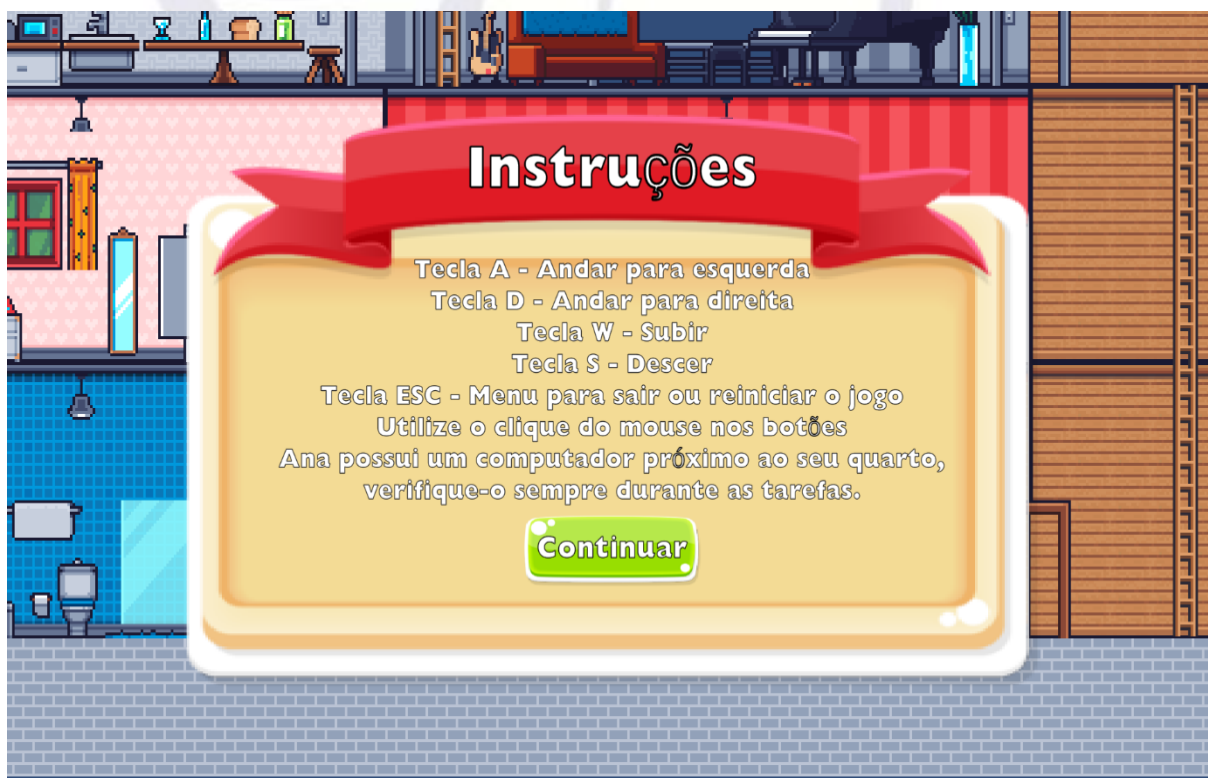 Instruções
Tecla A - Andar para esquerda
Tecla D - Andar para direita
Tecla W - Subir
Tecla S - Descer
Tecla ESC - Menu para sair ou reiniciar o jogo
Utilize o clique do mouse nos botões
Ana possui um computador próximo ao seu quarto,
verifique-o sempre durante as tarefas.
Continuar